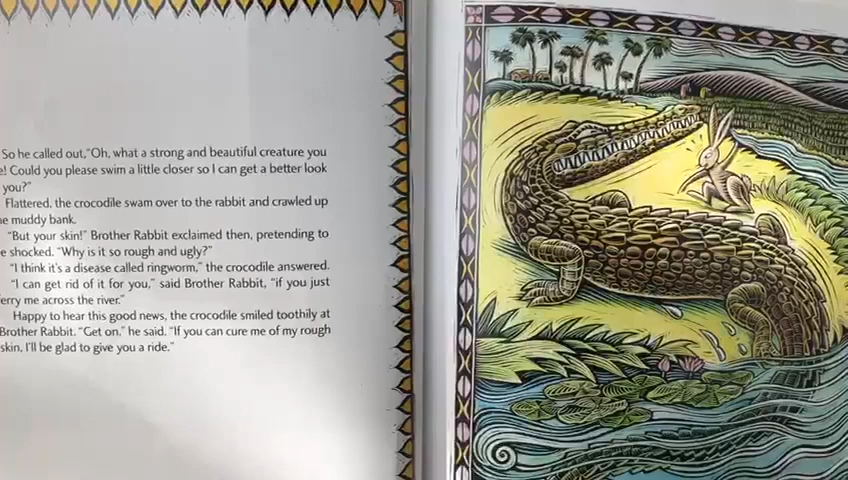 So he called out, "Oh, what a strong and beautiful creature you
! Could you please swim a little closer so I can get a better look
you?"
Flattered, the crocodile swam over to the rabbit and crawled up
muddy bank.
"But your skin!" Brother Rabbit exclaimed then, pretending to
shocked. "Why is it so rough and ugly?"
"I think it's a disease called ringworm," the crocodile answered.
"I can get rid of it for you," said Brother Rabbit, "if you just
erry me across the river."
Happy to hear this good news, the crocodile smiled toothily at
Brother Rabbit. "Get on," he said. "If you can cure me of my rough
skin, I'll be glad to give you a ride."